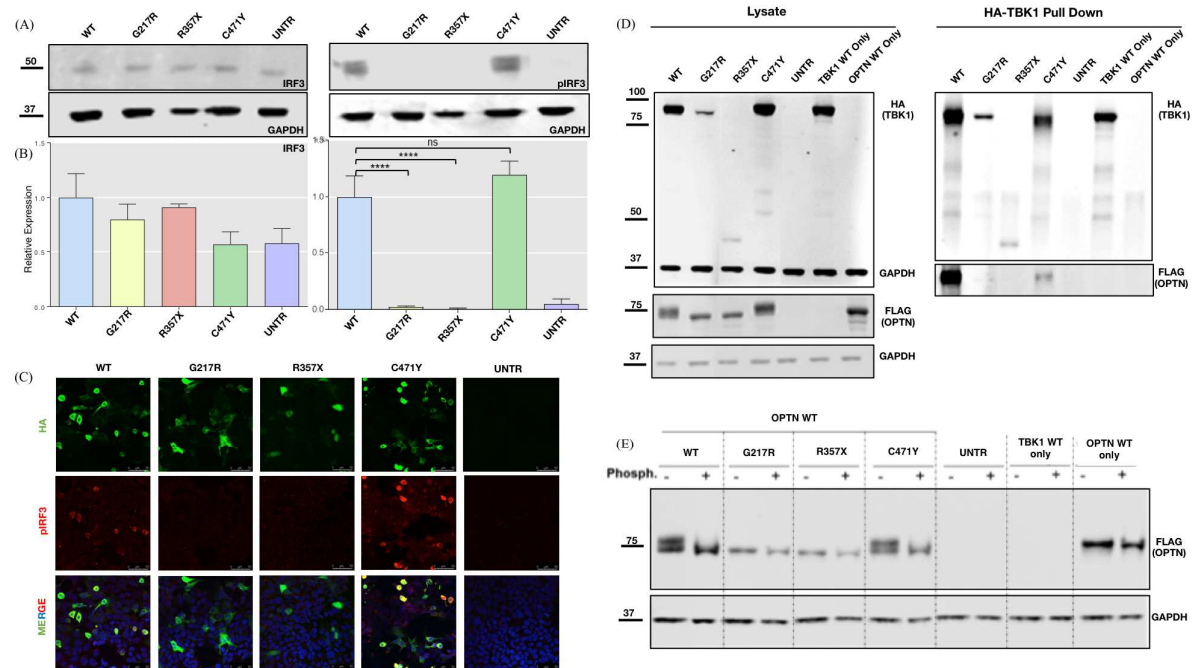 (A)
WT G217R R357X C471Y UNTR
50
IRF3
37
GAPDH
WT G217R R357X C471Y UNTR
pIRF3
GAPDH
(B)
IRF3
Relative Expression
1.5
1.0
0.5
0.0
WT G217R R357X C471Y UNTR
ns
****
****
1.5
1.0
0.5
0.0
WT G217R R357X C471Y UNTR
(C)
WT G217R R357X C471Y UNTR
HA
pIRF3
MERGE
(D)
Lysate
WT G217R R357X C471Y UNTR TBK1 WT Only OPTN WT Only
100
75
50
37
HA
(TBK1)
GAPDH
75
FLAG
(OPTN)
37
GAPDH
HA-TBK1 Pull Down
WT G217R R357X C471Y UNTR TBK1 WT Only OPTN WT Only
HA
(TBK1)
FLAG
(OPTN)
(E)
OPTN WT
WT G217R R357X C471Y UNTR TBK1 WT only OPTN WT only
Phosph. - + - + - + - + - + - + - +
75
FLAG
(OPTN)
37
GAPDH